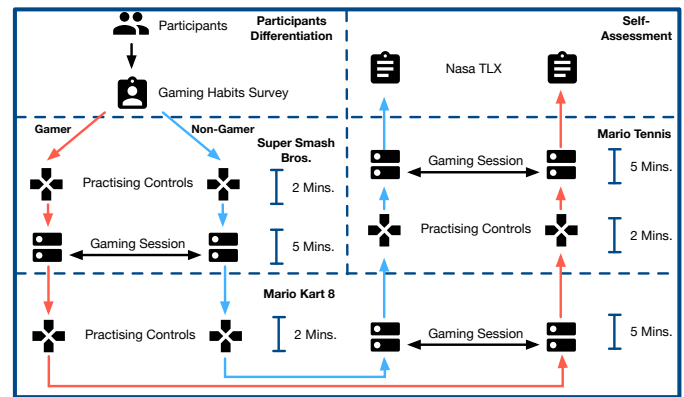 Participants
Participants
Differentiation
Gaming Habits Survey
Self-
Assessment
Nasa TLX
Gamer
Non-Gamer
Super Smash
Bros.
Practising Controls
2 Mins.
Gaming Session
5 Mins.
Mario Tennis
Gaming Session
5 Mins.
Practising Controls
2 Mins.
Mario Kart 8
Practising Controls
2 Mins.
Gaming Session
5 Mins.